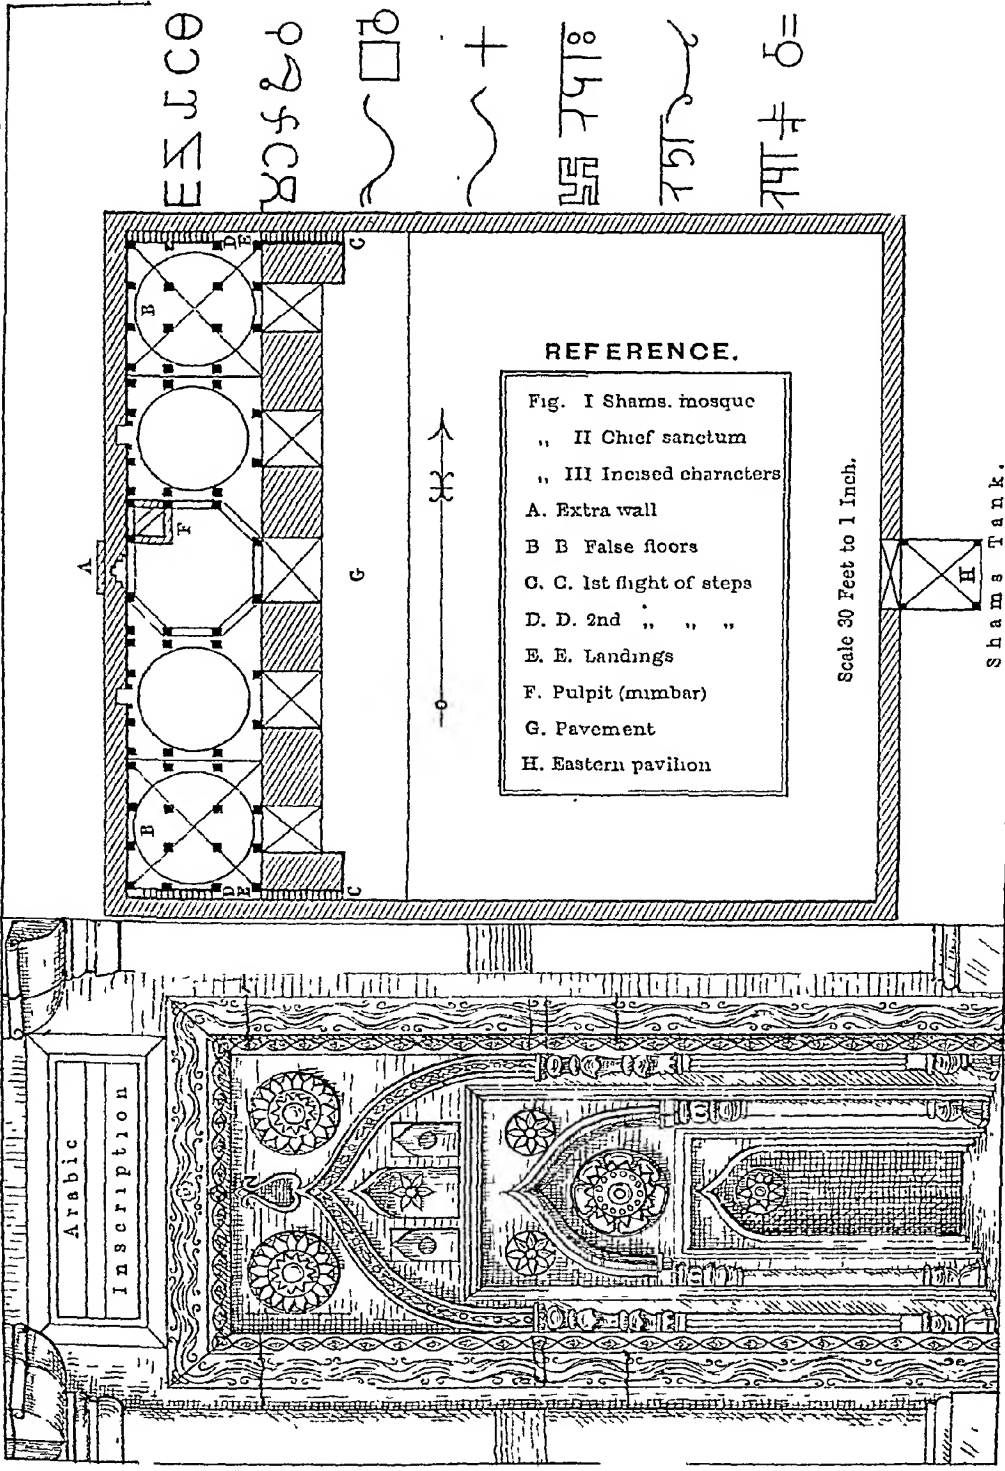 REFERENCE.
Fig. I Shams. mosque
„ II Chief sanctum
„ III Incised characters
A. Extra wall
B B False floors
C. C. 1st flight of steps
D. D. 2nd „ „ „
E. E. Landings
F. Pulpit (mimbar)
G. Pavement
H. Eastern pavilion
Scale 30 Feet to 1 Inch.
Shams Tank.
A
B
B
C
C
D
D
E
E
F
G
H
Arabic
Inscription